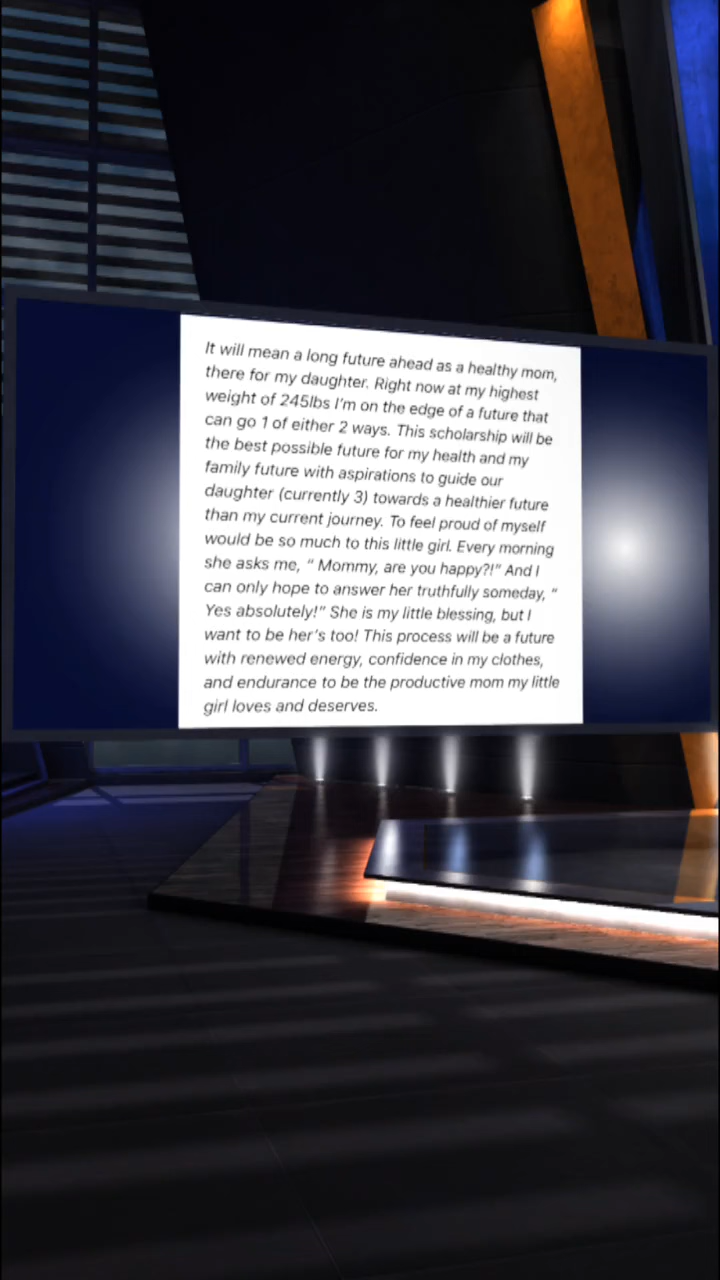 It will mean a long future ahead as a healthy mom,
there for my daughter. Right now at my highest
weight of 245lbs I’m on the edge of a future that
can go 1 of either 2 ways. This scholarship will be
the best possible future for my health and my
family future with aspirations to guide our
daughter (currently 3) towards a healthier future
than my current journey. To feel proud of myself
would be so much to this little girl. Every morning
she asks me, “ Mommy, are you happy?!” And I
can only hope to answer her truthfully someday, “
Yes absolutely!” She is my little blessing, but I
want to be her’s too! This process will be a future
with renewed energy, confidence in my clothes,
and endurance to be the productive mom my little
girl loves and deserves.